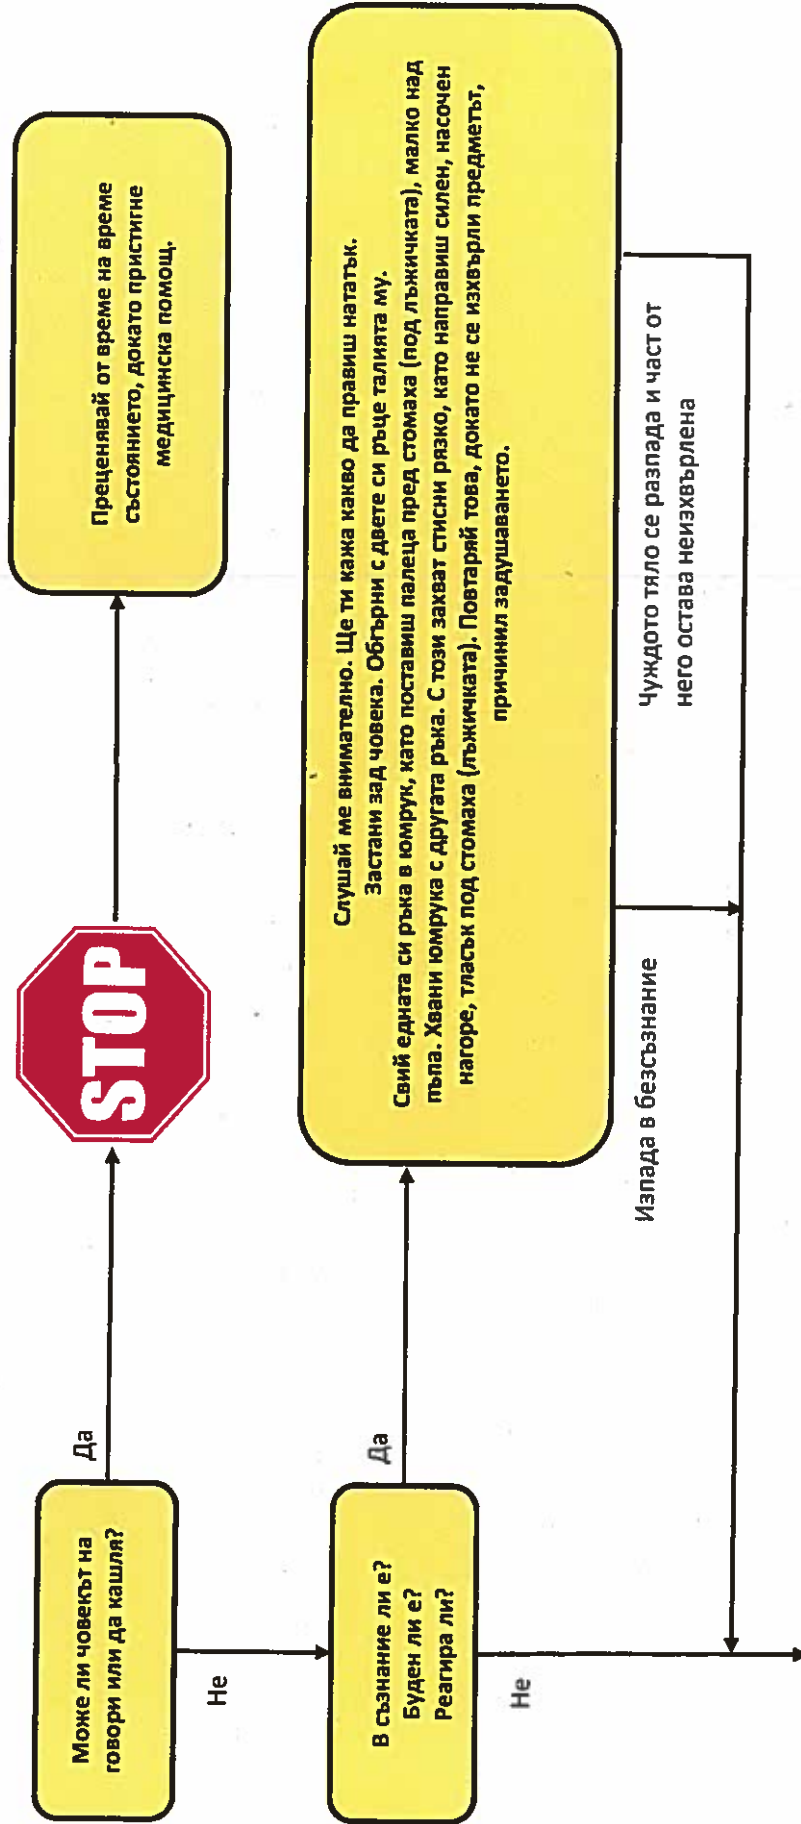 Може ли човекът на
говори или да кашля?
Да
STOP
Преценявай от време на време
състоянието, докато пристигне
медицинска помощ.
Не
В съзнание ли е?
Буден ли е?
Реагира ли?
Да
Слушай ме внимателно. Ще ти кажа какво да правиш нататък.
Застани зад човека. Обгърни с двете си ръце талията му.
Свий едната си ръка в юмрук, като поставиш палеца пред стомаха (под лъжичката), малко над
пъпа. Хвани юмрука с другата ръка. С този захват стисни рязко, като направиш силен, насочен
нагоре, тласък под стомаха (лъжичката). Повтаряй това, докато не се изхвърли предметът,
причинил задушаването.
Не
Изпада в безсъзнание
Чуждото тяло се разпада и част от
него остава неизхвърлена